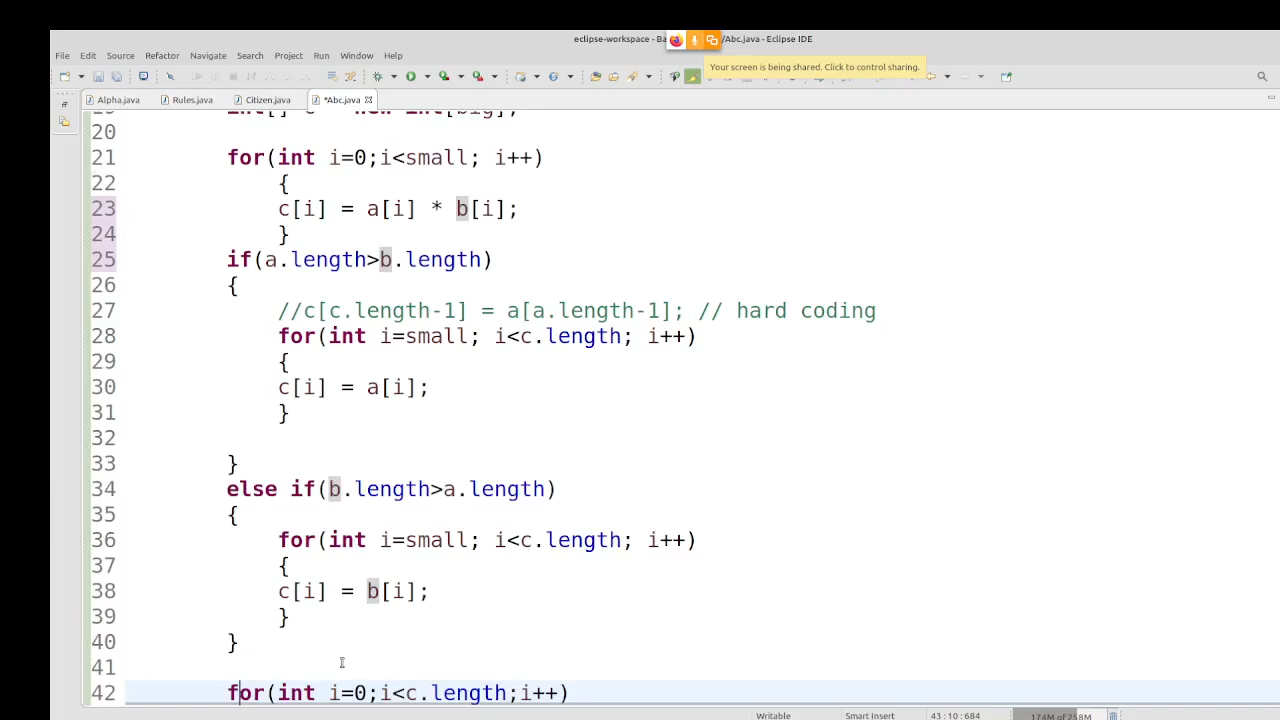 eclipse-workspace - Ba /Abc.java - Eclipse IDE
File Edit Source Refactor Navigate Search Project Run Window Help
Your screen is being shared. Click to control sharing.
Alpha.java Rules.java Citizen.java *Abc.java
20
21 for(int i=0;i<small; i++)
22 {
23 c[i] = a[i] * b[i];
24 }
25 if(a.length>b.length)
26 {
27 //c[c.length-1] = a[a.length-1]; // hard coding
28 for(int i=small; i<c.length; i++)
29 {
30 c[i] = a[i];
31 }
32
33 }
34 else if(b.length>a.length)
35 {
36 for(int i=small; i<c.length; i++)
37 {
38 c[i] = b[i];
39 }
40 }
41
42 for(int i=0;i<c.length;i++)
Writable Smart Insert 43:10:684 174M of 258M